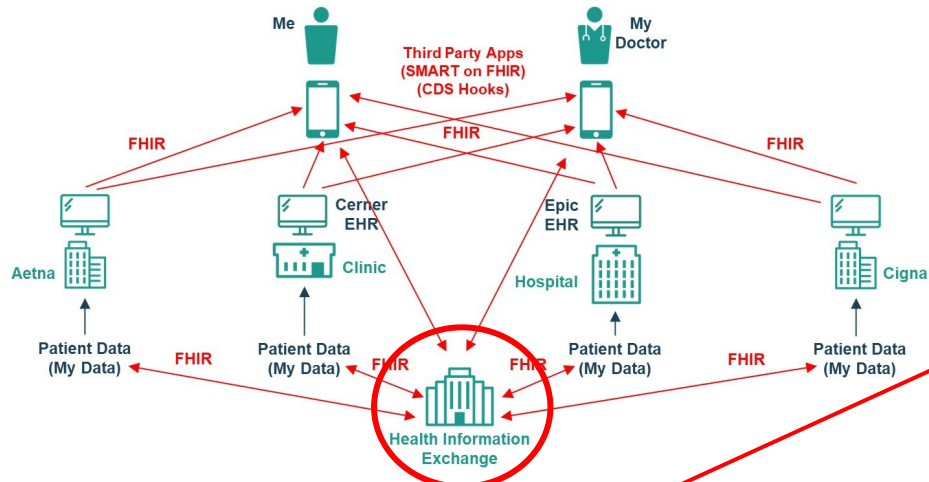 Me
My
Doctor
Third Party Apps
(SMART on FHIR)
(CDS Hooks)
FHIR
FHIR
FHIR
Cerner
EHR
Epic
EHR
Aetna
Clinic
Hospital
Cigna
Patient Data
(My Data)
FHIR
Patient Data
(My Data)
FHIR
FHIR
Patient Data
(My Data)
FHIR
Patient Data
(My Data)
Health Information
Exchange